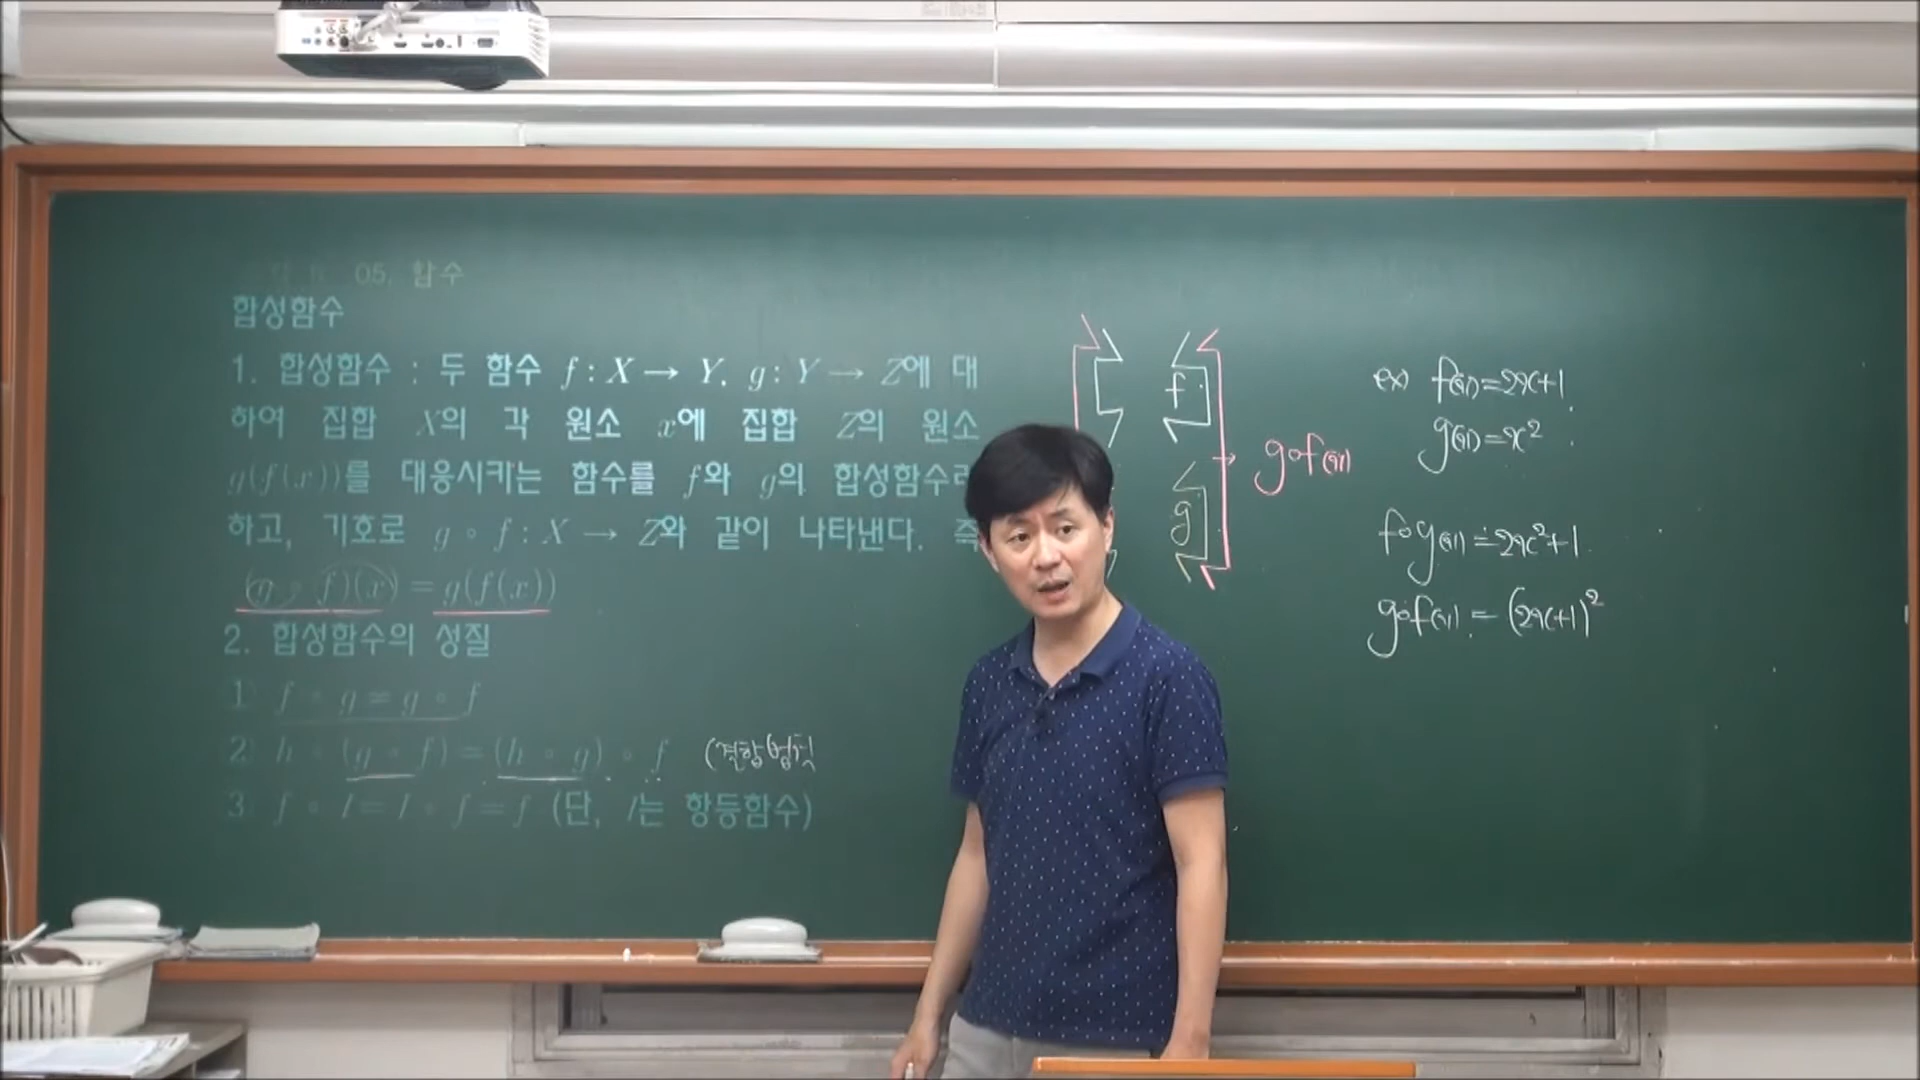 05. 함수
합성함수
1. 합성함수 : 두 함수 f : X → Y, g : Y → Z에 대
하여 집합 X의 각 원소 x에 집합 Z의 원소
g(f(x))를 대응시키는 함수를 f와 g의 합성함수라
하고, 기호로 g ∘ f : X → Z와 같이 나타낸다. 즉
(g ∘ f)(x) = g(f(x))
2. 합성함수의 성질
1 f ∘ g ≠ g ∘ f
2 h ∘ (g ∘ f) = (h ∘ g) ∘ f (결합법칙
3 f ∘ I = I ∘ f = f (단, I는 항등함수)
f
g
g∘f(x)
ex) f(x)=2x+1
g(x)=x²
f∘g(x)=2x²+1
g∘f(x)=(2x+1)²